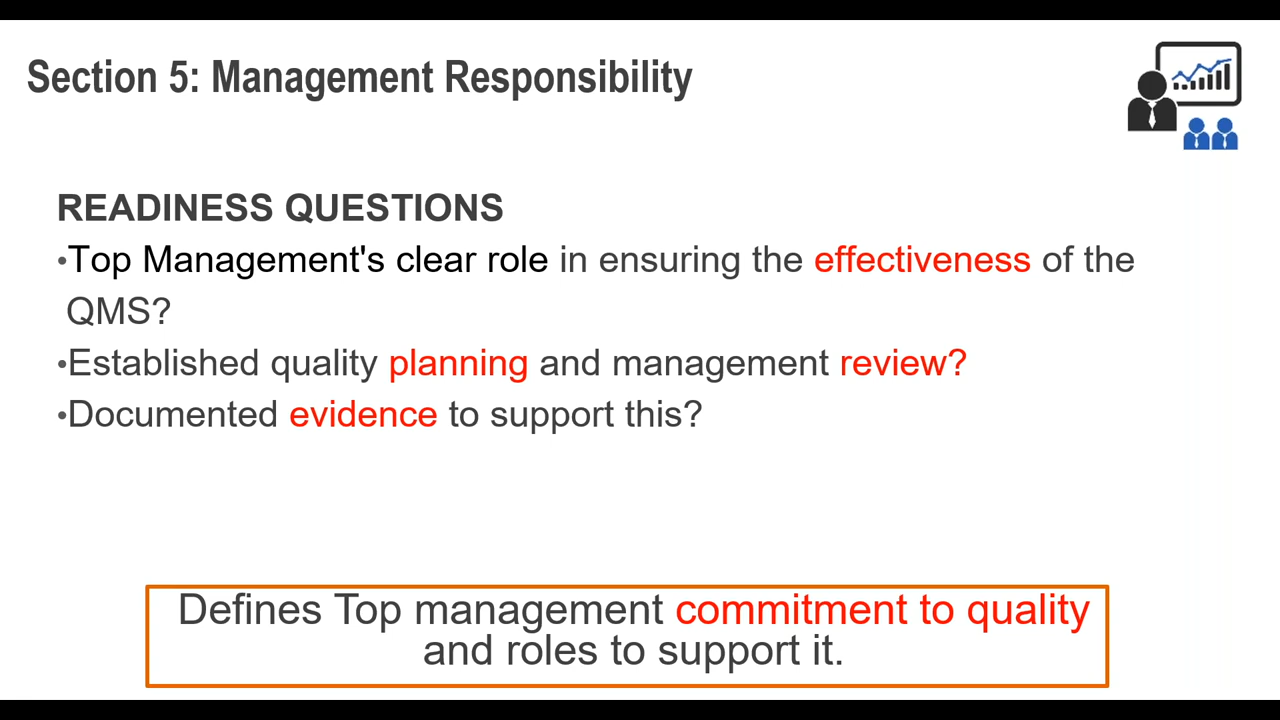 Section 5: Management Responsibility
READINESS QUESTIONS
•Top Management's clear role in ensuring the effectiveness of the
QMS?
•Established quality planning and management review?
•Documented evidence to support this?
Defines Top management commitment to quality
and roles to support it.